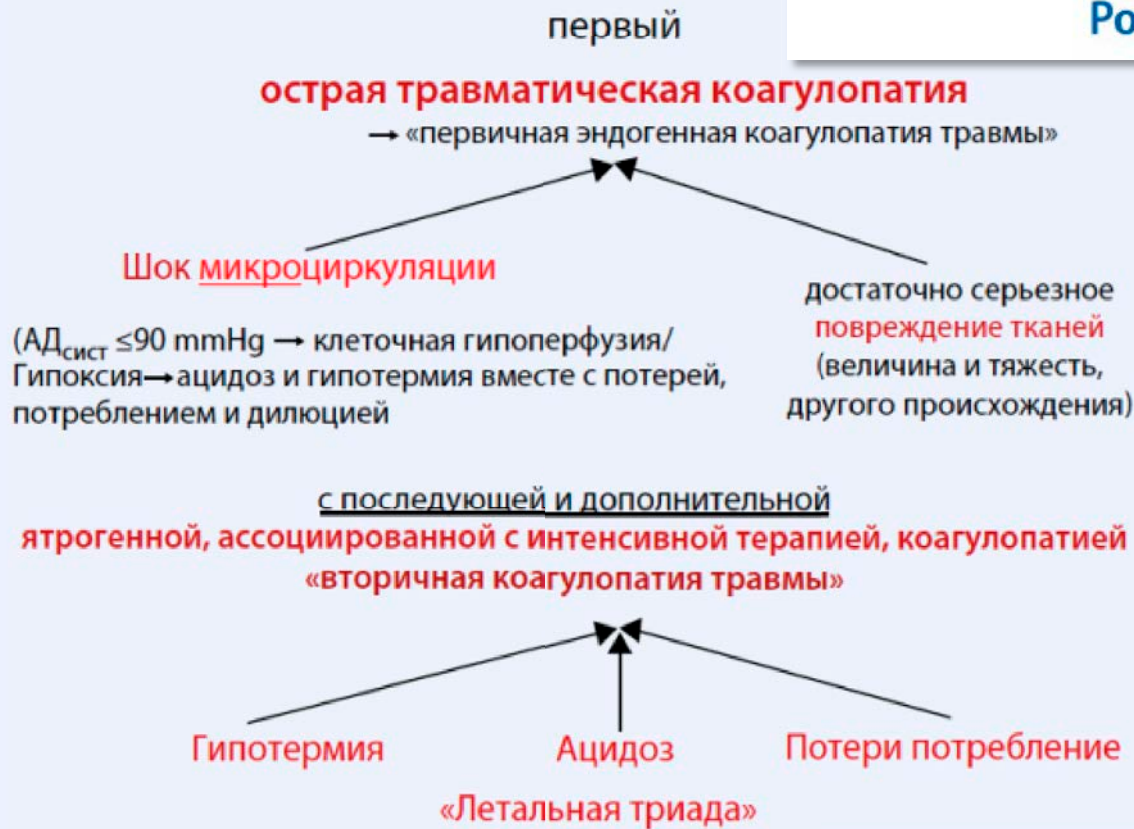 Ро
первый
острая травматическая коагулопатия
→ «первичная эндогенная коагулопатия травмы»
Шок микроциркуляции
(АДсист ≤90 mmHg → клеточная гипоперфузия/
Гипоксия→ацидоз и гипотермия вместе с потерей,
потреблением и дилюцией
достаточно серьезное
повреждение тканей
(величина и тяжесть,
другого происхождения)
с последующей и дополнительной
ятрогенной, ассоциированной с интенсивной терапией, коагулопатией
«вторичная коагулопатия травмы»
Гипотермия
Ацидоз
Потери потребление
«Летальная триада»